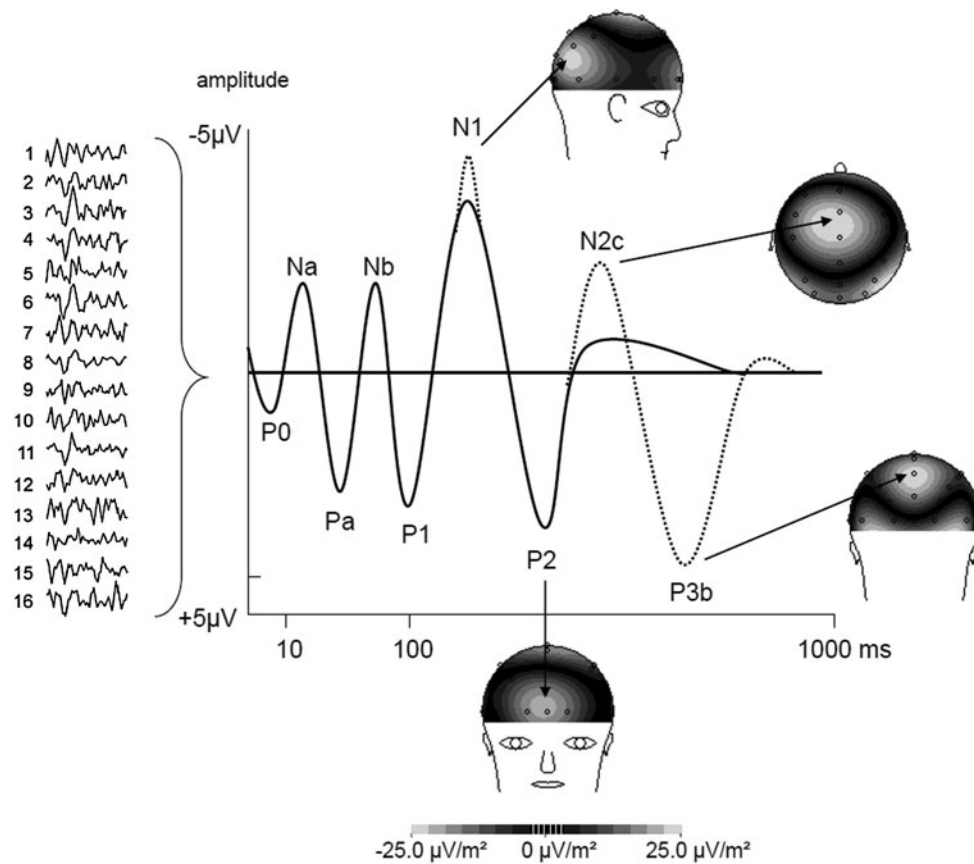 amplitude
-5µV
N1
1
2
3
4
5
6
7
8
9
10
11
12
13
14
15
16
N2c
Na
Nb
P0
Pa
P1
P2
P3b
+5µV
10
100
1000 ms
-25.0 µV/m²
0 µV/m²
25.0 µV/m²